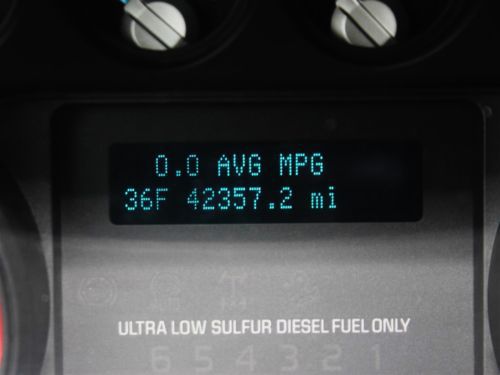 0.0 AVG MPG
36F 42357.2 mi
ULTRA LOW SULFUR DIESEL FUEL ONLY
6 5 4 3 2 1